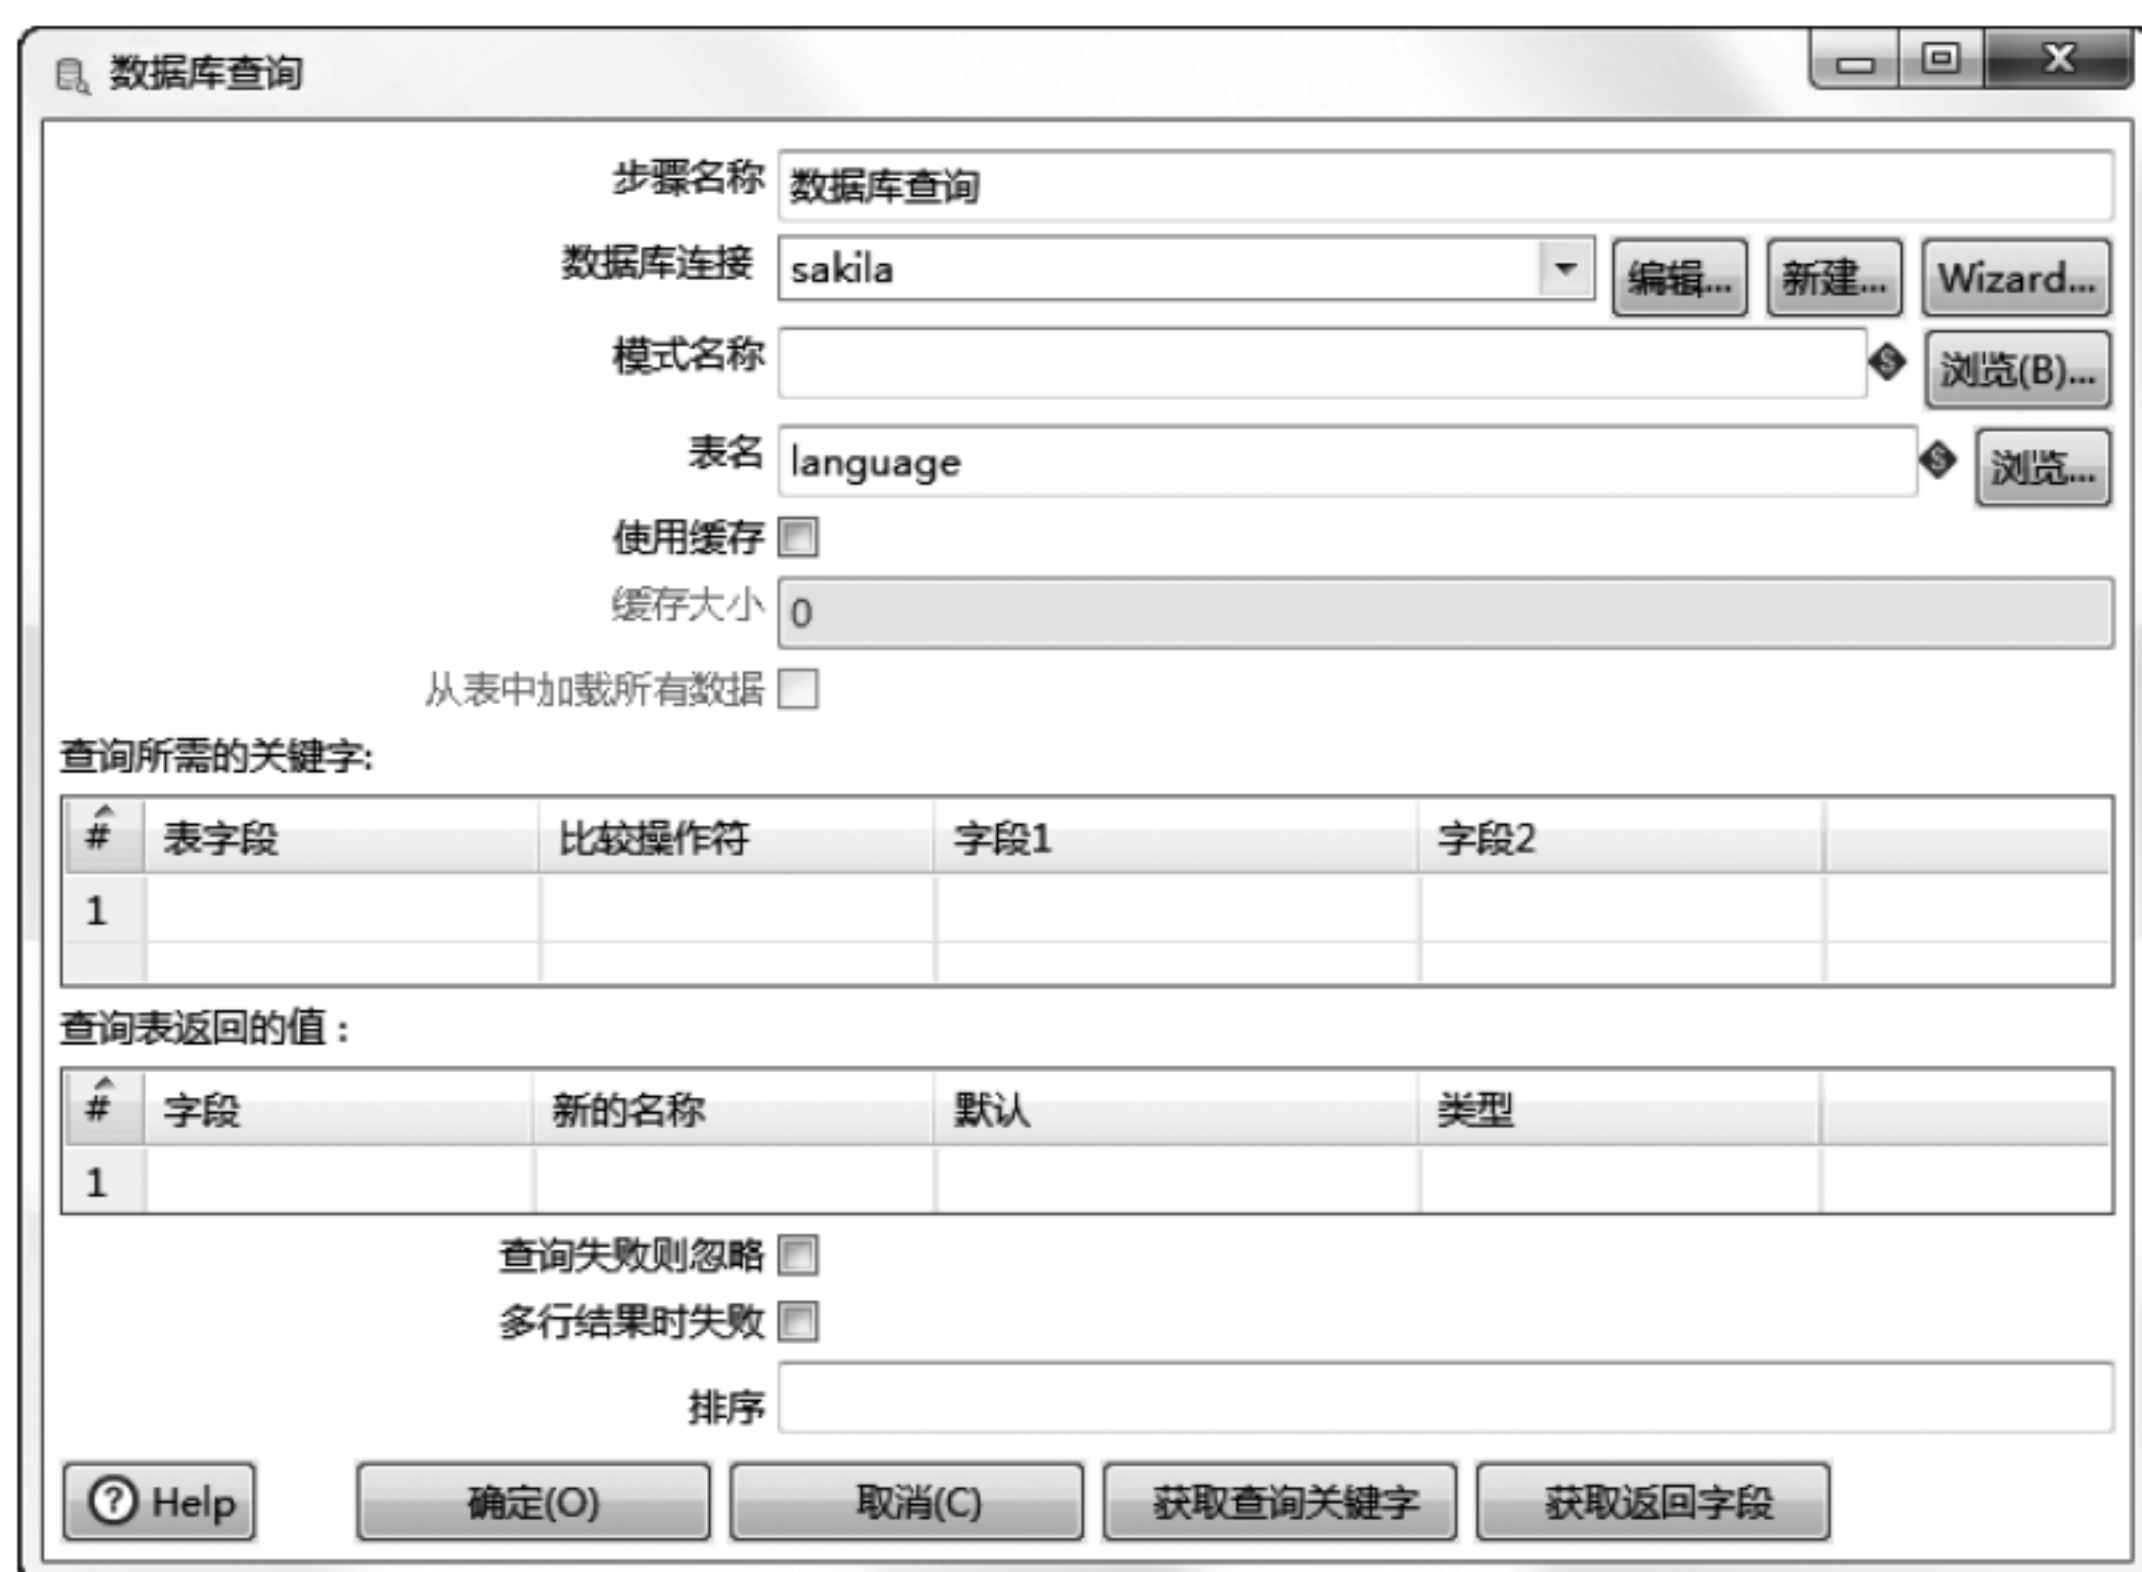 数据库查询
步骤名称 数据库查询
数据库连接 sakila 编辑... 新建... Wizard...
模式名称 浏览(B)...
表名 language 浏览...
使用缓存
缓存大小 0
从表中加载所有数据
查询所需的关键字:
# 表字段 比较操作符 字段1 字段2
1
查询表返回的值：
# 字段 新的名称 默认 类型
1
查询失败则忽略
多行结果时失败
排序
Help 确定(O) 取消(C) 获取查询关键字 获取返回字段